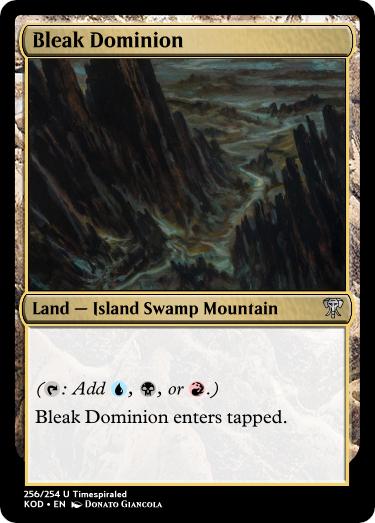 Bleak Dominion
Land — Island Swamp Mountain
( : Add , , or .)
Bleak Dominion enters tapped.
256/254 U Timespiraled
KOD • EN Donato Giancola